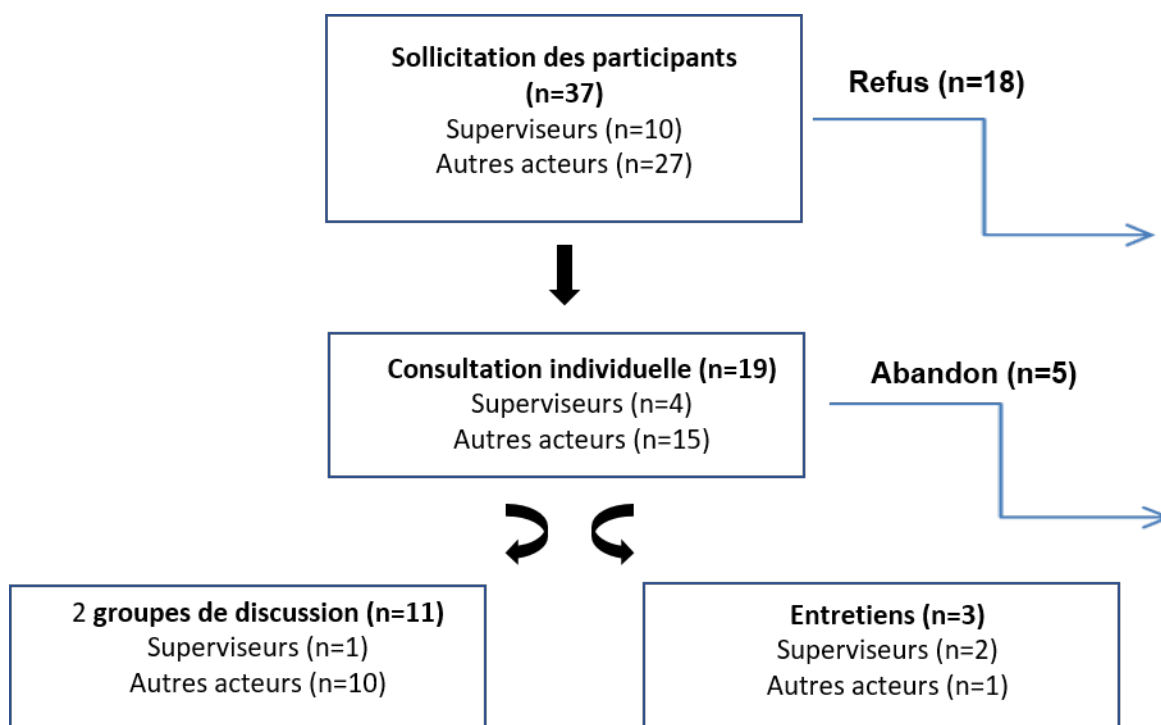 Sollicitation des participants
(n=37)
Superviseurs (n=10)
Autres acteurs (n=27)
Refus (n=18)
Consultation individuelle (n=19)
Superviseurs (n=4)
Autres acteurs (n=15)
Abandon (n=5)
2 groupes de discussion (n=11)
Superviseurs (n=1)
Autres acteurs (n=10)
Entretiens (n=3)
Superviseurs (n=2)
Autres acteurs (n=1)